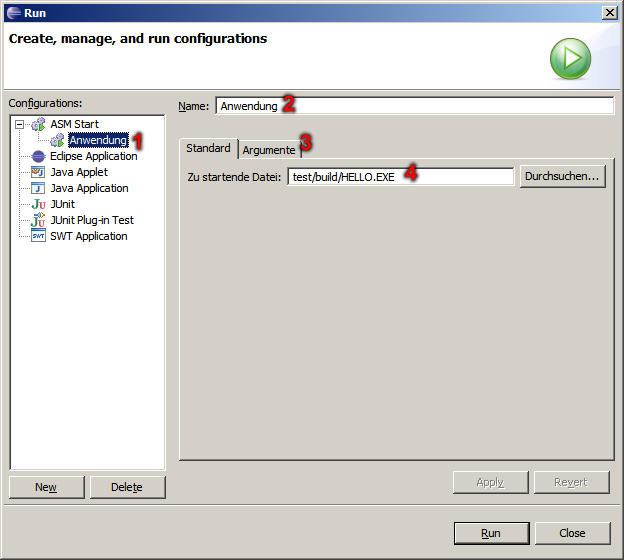 Run
Create, manage, and run configurations
Configurations:
ASM Start
Anwendung 1
Eclipse Application
Java Applet
Java Application
JUnit
JUnit Plug-in Test
SWT Application
New Delete
Name: Anwendung 2
Standard Argumente 3
Zu startende Datei: test/build/HELLO.EXE 4 Durchsuchen...
Apply Revert
Run Close